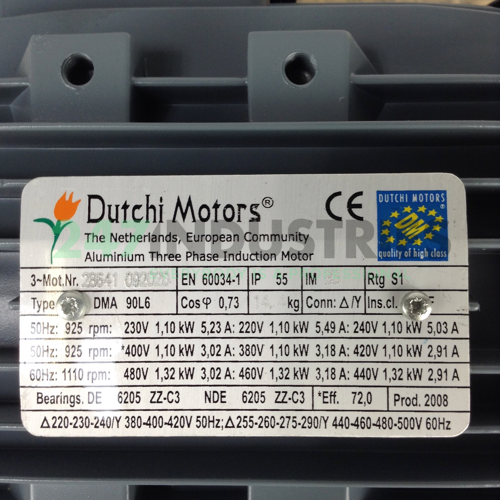 Dutchi Motors®
The Netherlands, European Community
Aluminium Three Phase Induction Motor
CE
DUTCHI MOTORS
DM
quality of high class
3~Mot.Nr. 28641 EN 60034-1 IP 55 IM Rtg S1
Type DMA 90L6 Cosφ 0,73 kg Conn: △/Y Ins.cl. F
50Hz: 925 rpm: 230V 1,10 kW 5,23 A: 220V 1,10 kW 5,49 A: 240V 1,10 kW 5,03 A
50Hz: 925 rpm: *400V 1,10 kW 3,02 A: 380V 1,10 kW 3,18 A: 420V 1,10 kW 2,91 A
60Hz: 1110 rpm: 480V 1,32 kW 3,02 A: 460V 1,32 kW 3,18 A: 440V 1,32 kW 2,91 A
Bearings. DE 6205 ZZ-C3 NDE 6205 ZZ-C3 *Eff. 72,0 Prod. 2008
△220-230-240/Y 380-400-420V 50Hz;△255-260-275-290/Y 440-460-480-500V 60Hz